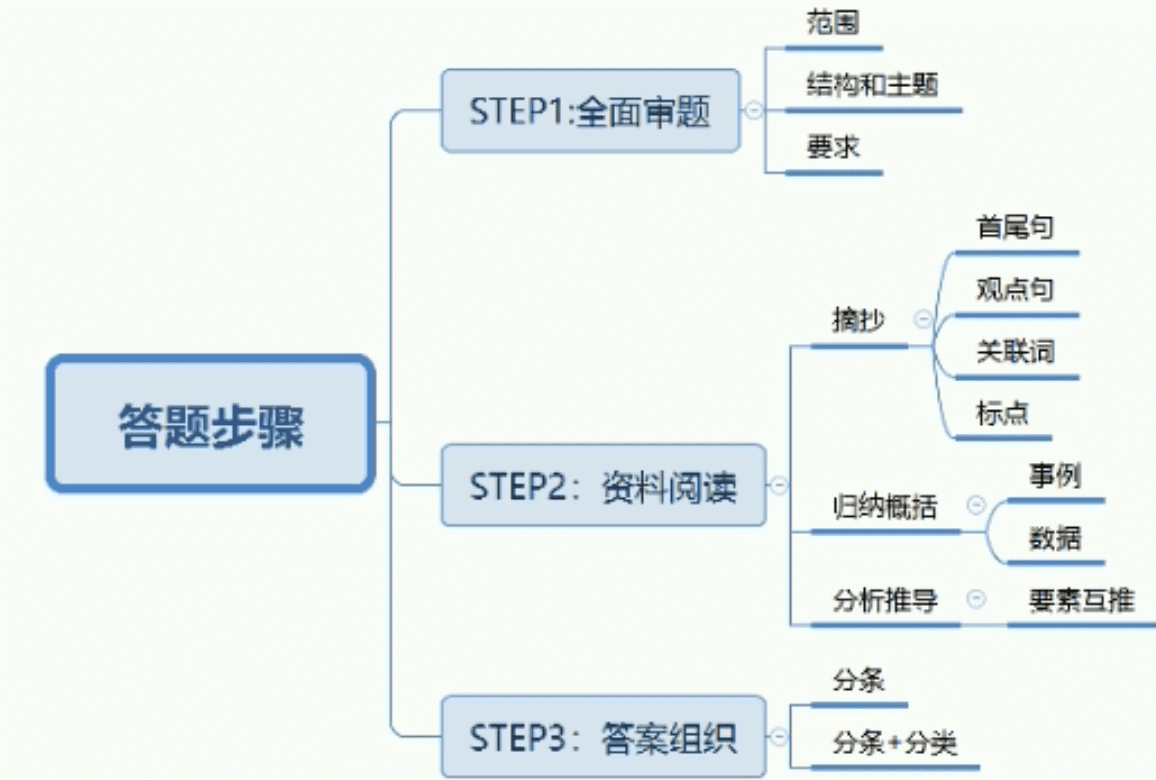 答题步骤
STEP1:全面审题
范围
结构和主题
要求
STEP2：资料阅读
摘抄
首尾句
观点句
关联词
标点
归纳概括
事例
数据
分析推导
要素互推
STEP3：答案组织
分条
分条+分类